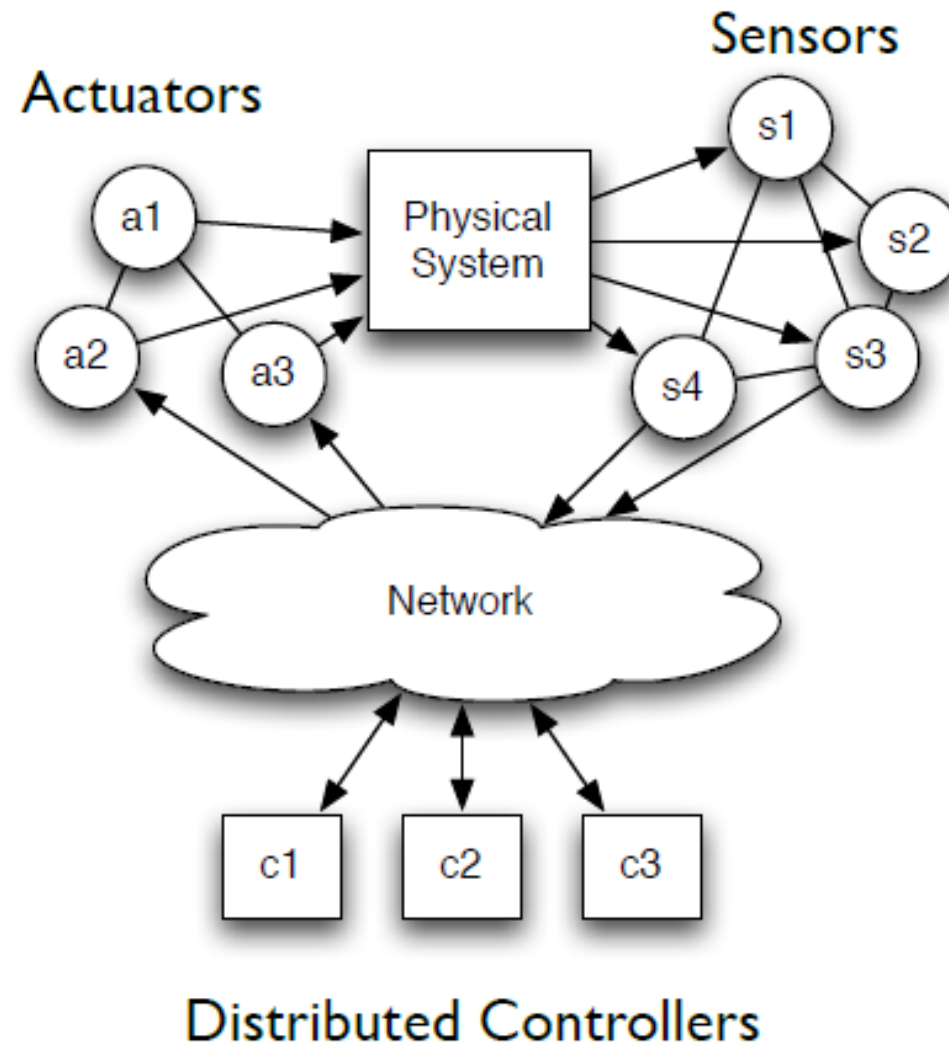 Sensors
Actuators
s1
a1
Physical
System
s2
a2
a3
s3
s4
Network
c1
c2
c3
Distributed Controllers